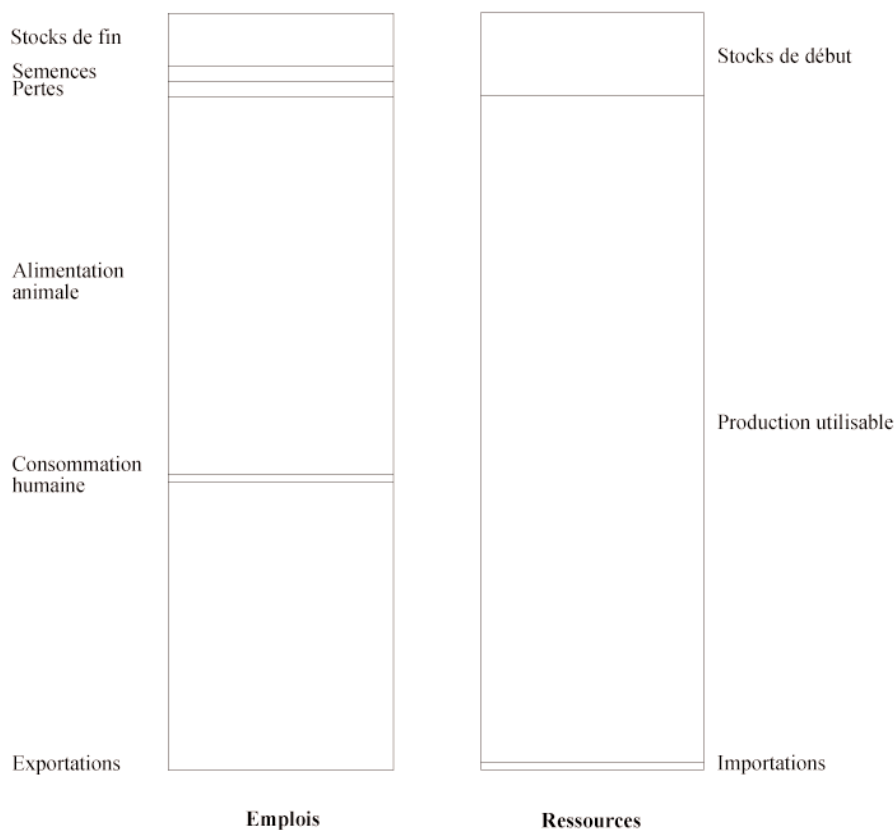 Stocks de fin
Semences
Pertes
Alimentation
animale
Consommation
humaine
Exportations
Stocks de début
Production utilisable
Importations
Emplois
Ressources